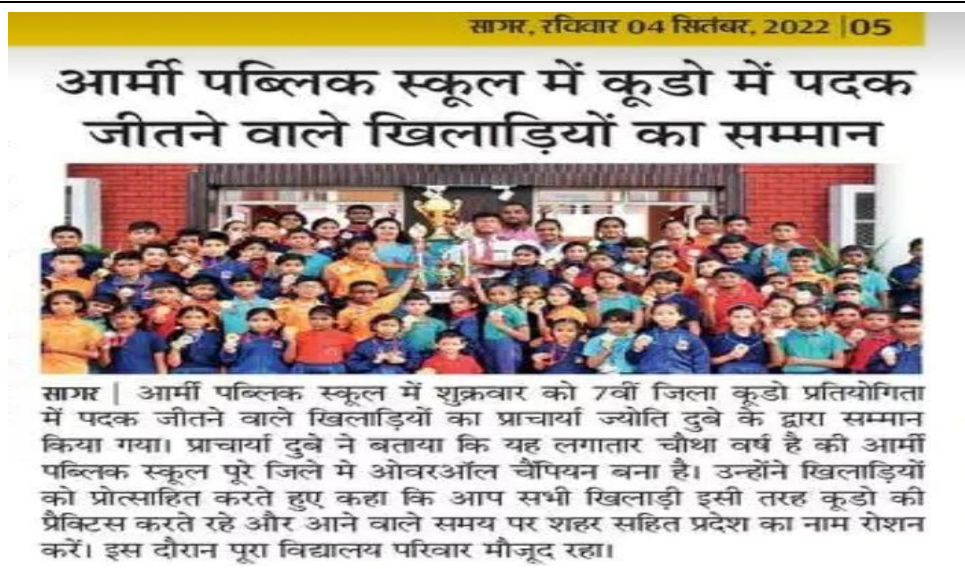 सागर, रविवार 04 सितंबर, 2022 |05
आर्मी पब्लिक स्कूल में कूडो में पदक
जीतने वाले खिलाड़ियों का सम्मान
सागर | आर्मी पब्लिक स्कूल में शुक्रवार को 7वीं जिला कूडो प्रतियोगिता
में पदक जीतने वाले खिलाड़ियों का प्राचार्या ज्योति दुबे के द्वारा सम्मान
किया गया। प्राचार्या दुबे ने बताया कि यह लगातार चौथा वर्ष है की आर्मी
पब्लिक स्कूल पूरे जिले मे ओवरऑल चैंपियन बना है। उन्होंने खिलाड़ियों
को प्रोत्साहित करते हुए कहा कि आप सभी खिलाड़ी इसी तरह कूडो की
प्रैक्टिस करते रहे और आने वाले समय पर शहर सहित प्रदेश का नाम रोशन
करें। इस दौरान पूरा विद्यालय परिवार मौजूद रहा।